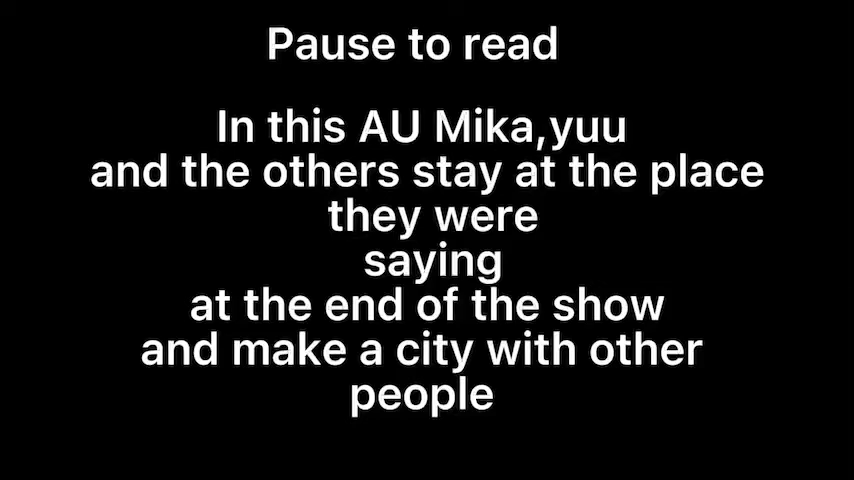 Pause to read
In this AU Mika,yuu
and the others stay at the place
they were
saying
at the end of the show
and make a city with other
people